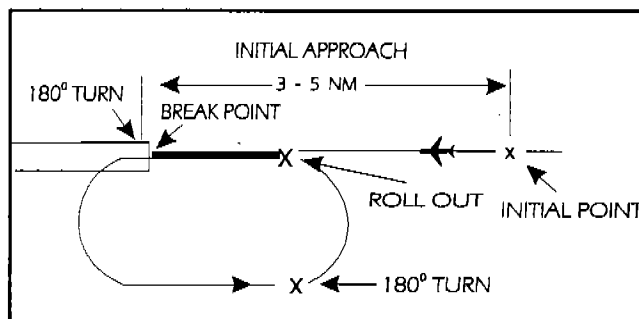 INITIAL APPROACH
3 - 5 NM
180° TURN
BREAK POINT
ROLL OUT
INITIAL POINT
180° TURN